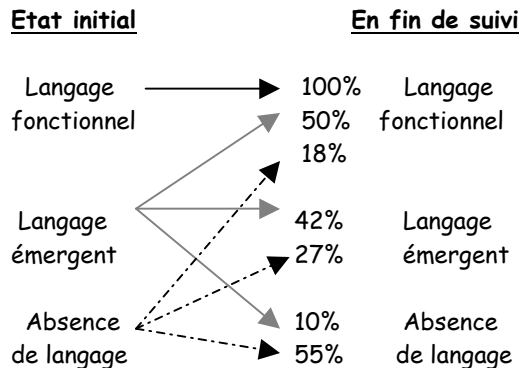 Etat initial En fin de suivi
Langage 100% Langage
fonctionnel 50% fonctionnel
18%
Langage 42% Langage
émergent 27% émergent
Absence 10% Absence
de langage 55% de langage